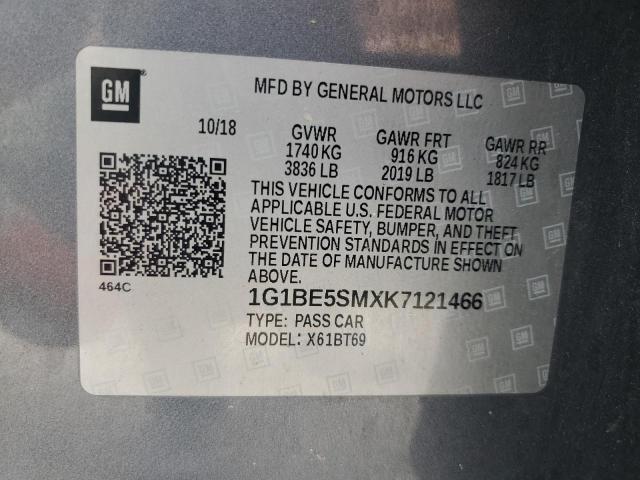 GM
MFD BY GENERAL MOTORS LLC
10/18
GVWR
1740 KG
3836 LB
GAWR FRT
916 KG
2019 LB
GAWR RR
824 KG
1817 LB
THIS VEHICLE CONFORMS TO ALL
APPLICABLE U.S. FEDERAL MOTOR
VEHICLE SAFETY, BUMPER, AND THEFT
PREVENTION STANDARDS IN EFFECT ON
THE DATE OF MANUFACTURE SHOWN
ABOVE.
464C
1G1BE5SMXK7121466
TYPE: PASS CAR
MODEL: X61BT69